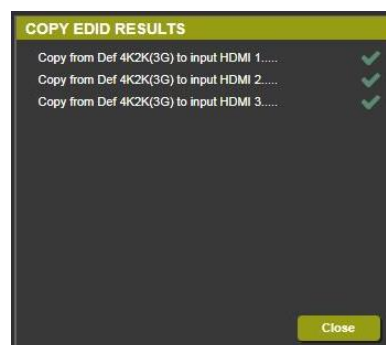 COPY EDID RESULTS
Copy from Def 4K2K(3G) to input HDMI 1.....
Copy from Def 4K2K(3G) to input HDMI 2.....
Copy from Def 4K2K(3G) to input HDMI 3.....
Close